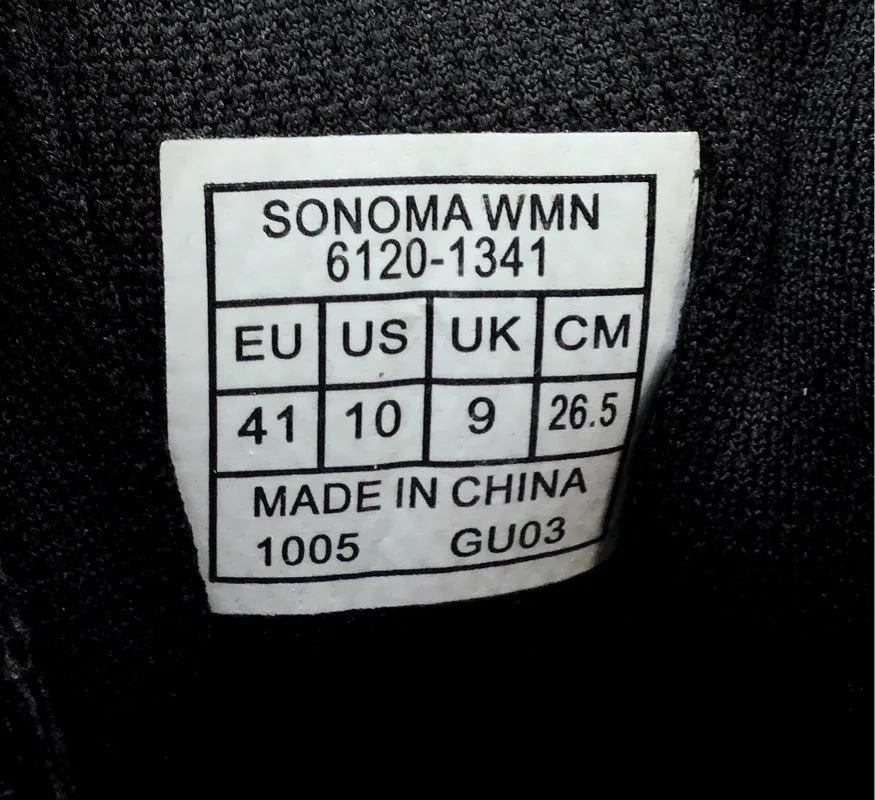 SONOMA WMN
6120-1341
EU US UK CM
41 10 9 26.5
MADE IN CHINA
1005 GU03